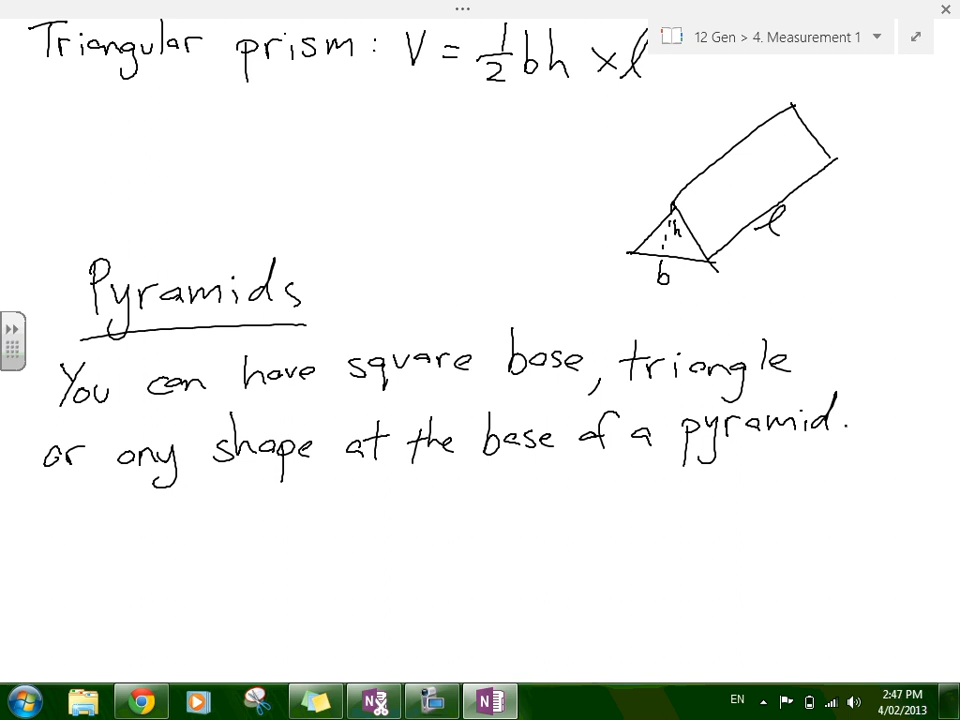 Triangular prism: V = 1/2 bh × l
12 Gen > 4. Measurement 1
h
l
b
Pyramids
You can have square base, triangle
or any shape at the base of a pyramid.
EN
2:47 PM
4/02/2013